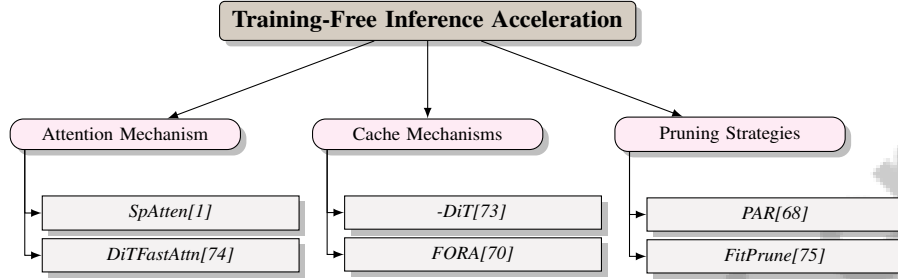 Training-Free Inference Acceleration
Attention Mechanism
Cache Mechanisms
Pruning Strategies
SpAtten[1]
-DiT[73]
PAR[68]
DiTFastAttn[74]
FORA[70]
FitPrune[75]